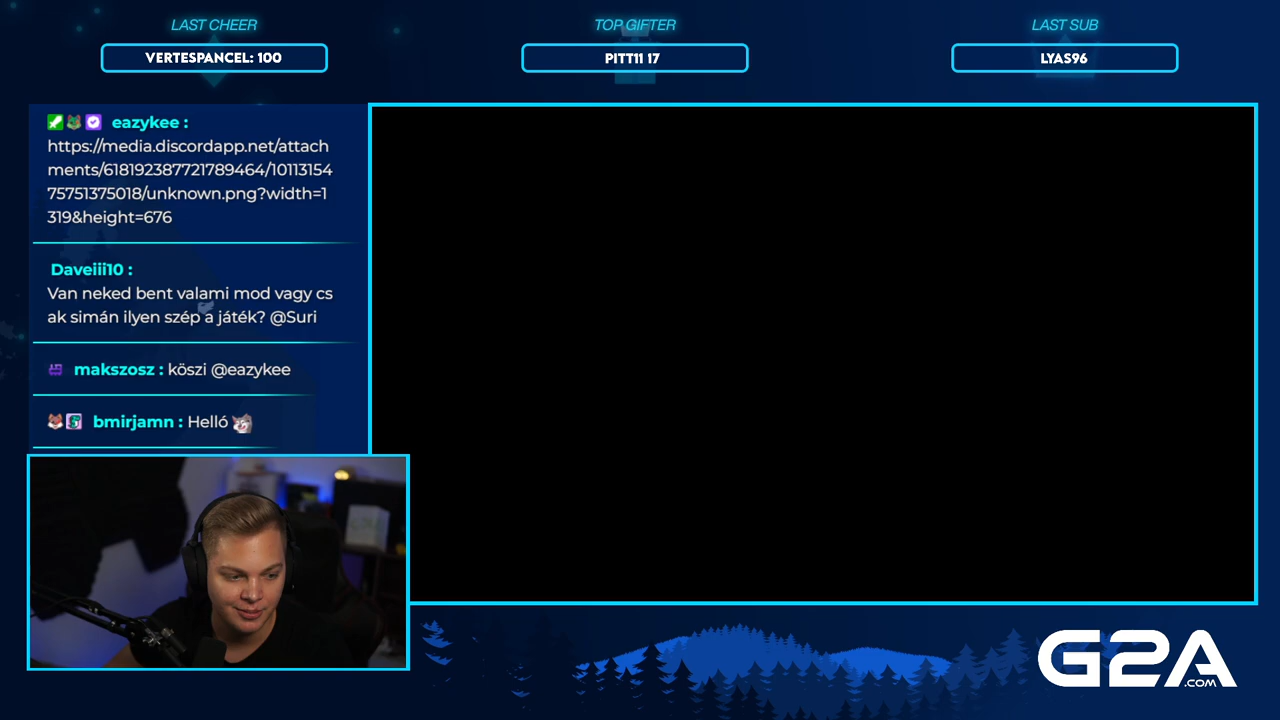 LAST CHEER
VERTESPANCEL: 100
TOP GIFTER
PITT11 17
LAST SUB
LYAS96
eazykee :
https://media.discordapp.net/attach
ments/618192387721789464/10113154
75751375018/unknown.png?width=1
319&height=676
Daveiii10 :
Van neked bent valami mod vagy cs
ak simán ilyen szép a játék? @Suri
makszosz : köszi @eazykee
bmirjamn : Helló
G2A
.COM